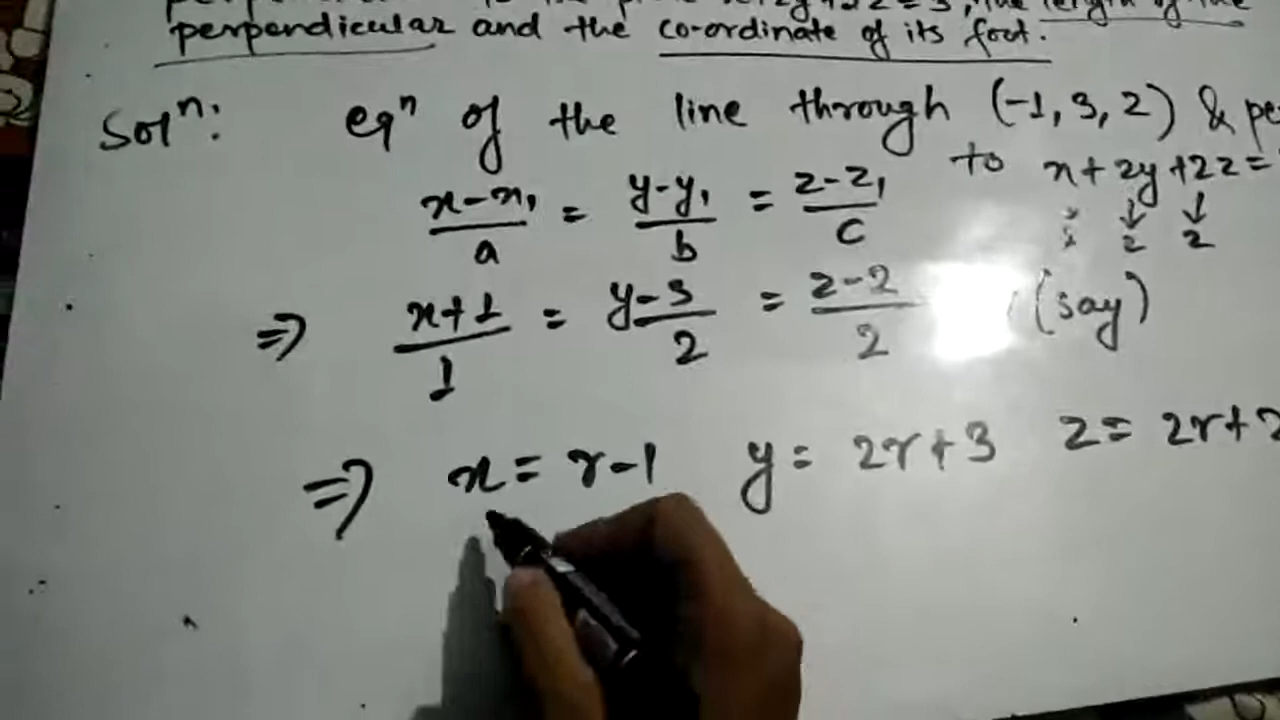 perpendicular and the co-ordinate of its foot.
Solⁿ: eqⁿ of the line through (-1, 3, 2) &
to x + 2y + 2z =
(x - x₁)/a = (y - y₁)/b = (z - z₁)/c
2 2
⇒ (x + 1)/1 = (y - 3)/2 = (z - 2)/2 (say)
⇒ x = r - 1 y = 2r + 3 z = 2r + 2